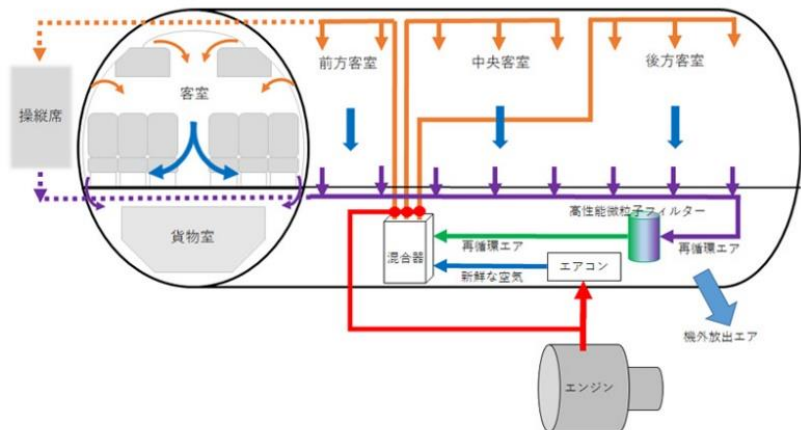 操縦席
客室
貨物室
前方客室
中央客室
後方客室
高性能微粒子フィルター
再循環エア
再循環エア
混合器
新鮮な空気
エアコン
機外放出エア
エンジン